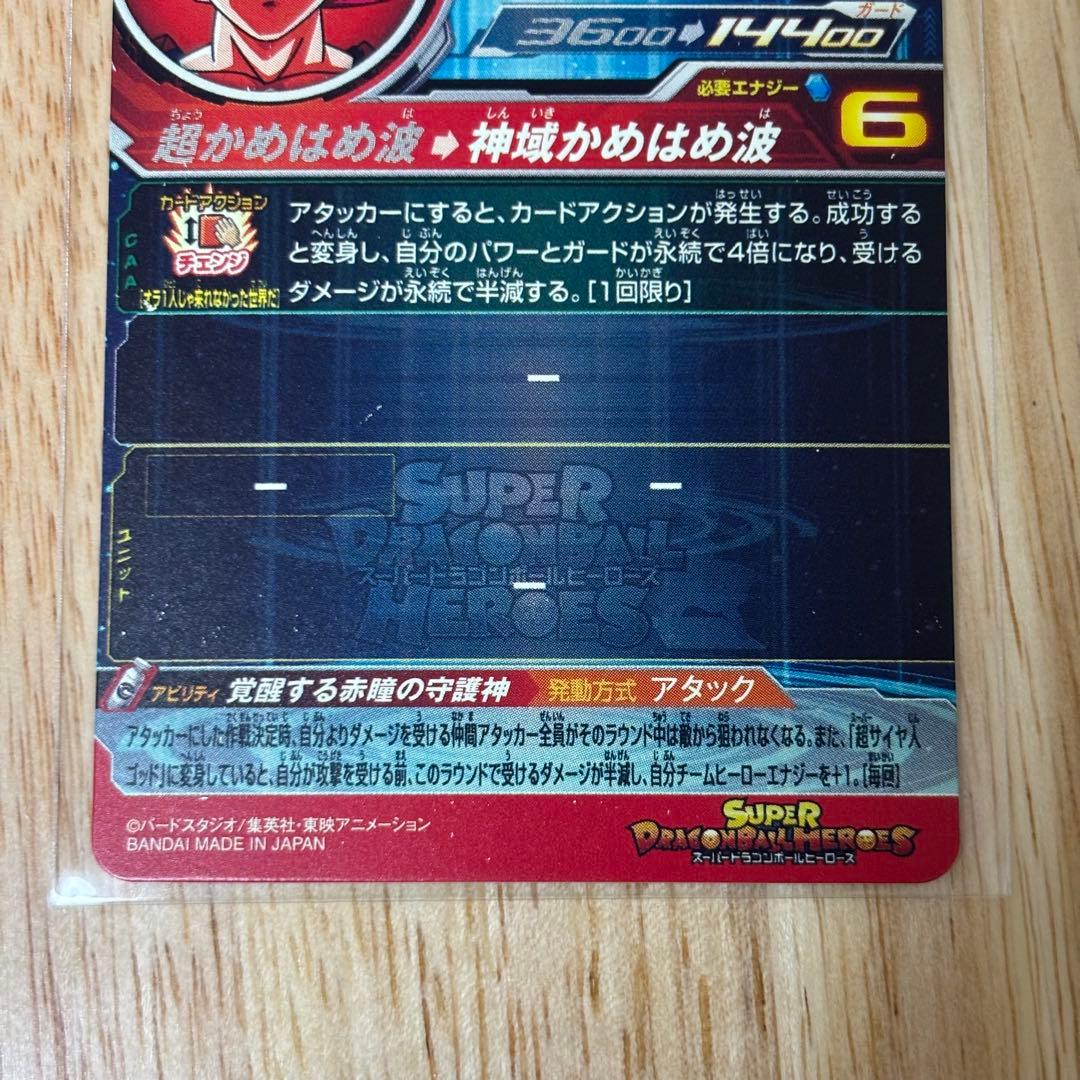 ガード
3600➡14400
必要エナジー 6
超かめはめ波➡神域かめはめ波
カードアクション
チェンジ
CAA
[オラ1人じゃ来れなかった世界だ]
アタッカーにすると、カードアクションが発生する。成功する
と変身し、自分のパワーとガードが永続で4倍になり、受ける
ダメージが永続で半減する。[1回限り]
ー
ー ー
ユニット
ー
SUPER
DRAGONBALL
スーパードラゴンボールヒーローズ
HEROES
アビリティ 覚醒する赤瞳の守護神 発動方式 アタック
アタッカーにした作戦決定時、自分よりダメージを受ける仲間アタッカー全員がそのラウンド中は敵から狙われなくなる。また、「超サイヤ人
ゴッド」に変身していると、自分が攻撃を受ける前、このラウンドで受けるダメージが半減し、自分チームヒーローエナジーを+1。[毎回]
©バードスタジオ/集英社・東映アニメーション
BANDAI MADE IN JAPAN
SUPER
DRAGONBALL HEROES
スーパードラゴンボールヒーローズ